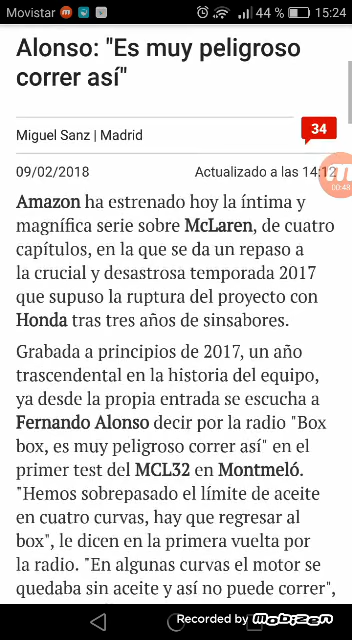 Movistar 44 % 15:24
Alonso: "Es muy peligroso
correr así"
34
Miguel Sanz | Madrid
09/02/2018 Actualizado a las 14:12
00:43
Amazon ha estrenado hoy la íntima y
magnífica serie sobre McLaren, de cuatro
capítulos, en la que se da un repaso a
la crucial y desastrosa temporada 2017
que supuso la ruptura del proyecto con
Honda tras tres años de sinsabores.
Grabada a principios de 2017, un año
trascendental en la historia del equipo,
ya desde la propia entrada se escucha a
Fernando Alonso decir por la radio "Box
box, es muy peligroso correr así" en el
primer test del MCL32 en Montmeló.
"Hemos sobrepasado el límite de aceite
en cuatro curvas, hay que regresar al
box", le dicen en la primera vuelta por
la radio. "En algunas curvas el motor se
quedaba sin aceite y así no puede correr",
Recorded by mobizen